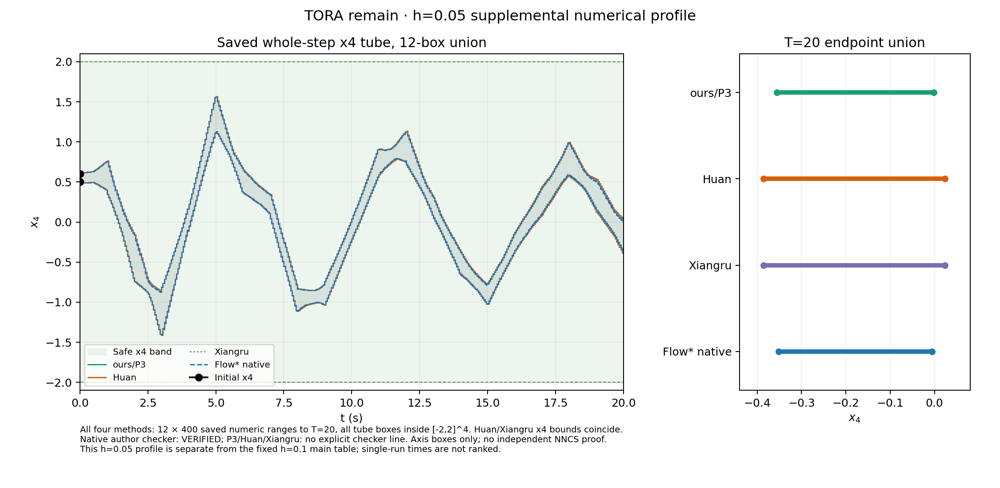 TORA remain · h=0.05 supplemental numerical profile
Saved whole-step x4 tube, 12-box union
2.0
1.5
1.0
0.5
0.0
−0.5
−1.0
−1.5
−2.0
x₄
Safe x4 band
ours/P3
Huan
Xiangru
Flow* native
Initial x4
0.0 2.5 5.0 7.5 10.0 12.5 15.0 17.5 20.0
t (s)
T=20 endpoint union
ours/P3
Huan
Xiangru
Flow* native
−0.4 −0.3 −0.2 −0.1 0.0
x₄
All four methods: 12 × 400 saved numeric ranges to T=20, all tube boxes inside [-2,2]^4. Huan/Xiangru x4 bounds coincide.
Native author checker: VERIFIED; P3/Huan/Xiangru: no explicit checker line. Axis boxes only; no independent NNCS proof.
This h=0.05 profile is separate from the fixed h=0.1 main table; single-run times are not ranked.